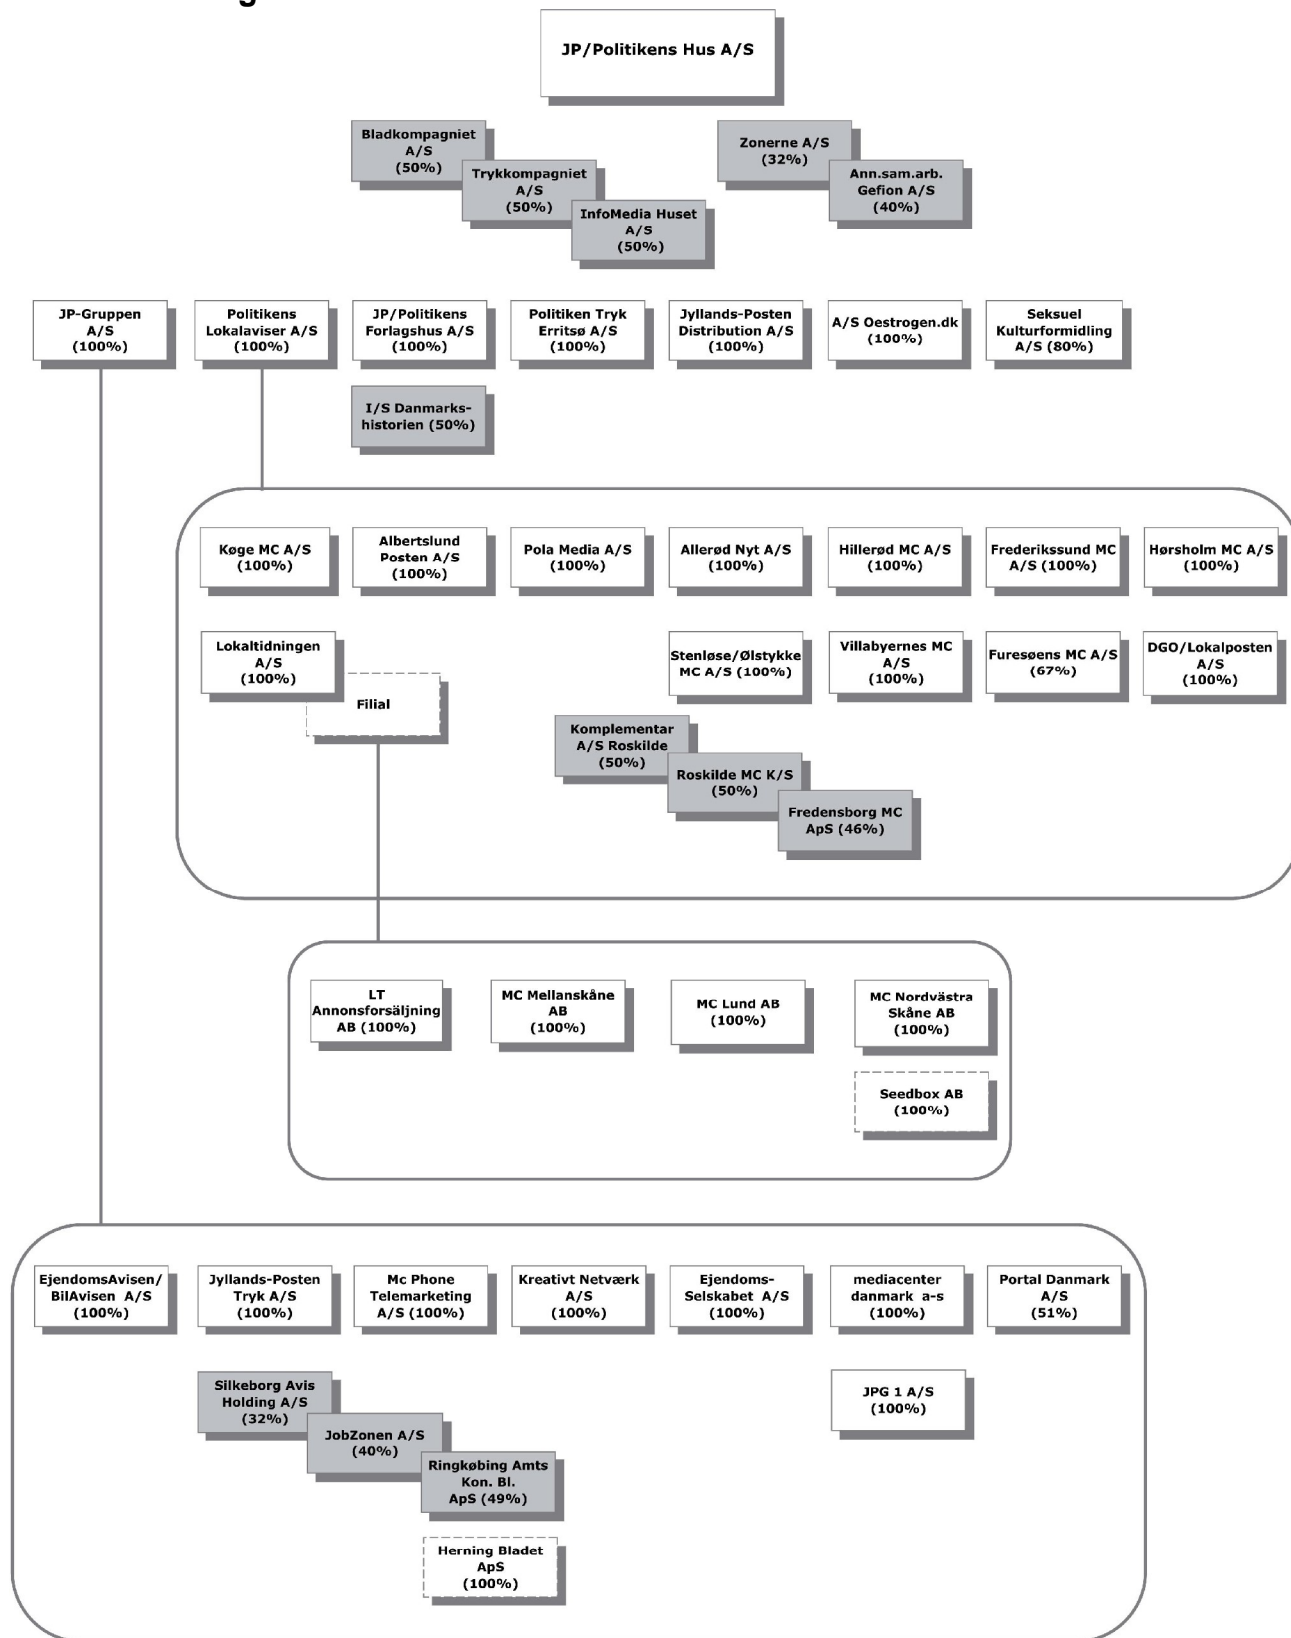 JP/Politikens Hus A/S
Bladkompagniet
A/S
(50%)
Trykkompagniet
A/S
(50%)
InfoMedia Huset
A/S
(50%)
Zonerne A/S
(32%)
Ann.sam.arb.
Gefion A/S
(40%)
JP-Gruppen
A/S
(100%)
Politikens
Lokalaviser A/S
(100%)
JP/Politikens
Forlagshus A/S
(100%)
Politiken Tryk
Erritsø A/S
(100%)
Jyllands-Posten
Distribution A/S
(100%)
A/S Oestrogen.dk
(100%)
Seksuel
Kulturformidling
A/S (80%)
I/S Danmarks-
historien (50%)
Køge MC A/S
(100%)
Albertslund
Posten A/S
(100%)
Pola Media A/S
(100%)
Allerød Nyt A/S
(100%)
Hillerød MC A/S
(100%)
Frederikssund MC
A/S (100%)
Hørsholm MC A/S
(100%)
Lokaltidningen
A/S
(100%)
Filial
Stenløse/Ølstykke
MC A/S (100%)
Villabyernes MC
A/S
(100%)
Furesøens MC A/S
(67%)
DGO/Lokalposten
A/S
(100%)
Komplementar
A/S Roskilde
(50%)
Roskilde MC K/S
(50%)
Fredensborg MC
ApS (46%)
LT
Annonsforsäljning
AB (100%)
MC Mellanskåne
AB
(100%)
MC Lund AB
(100%)
MC Nordvästra
Skåne AB
(100%)
Seedbox AB
(100%)
EjendomsAvisen/
BilAvisen A/S
(100%)
Jyllands-Posten
Tryk A/S
(100%)
Mc Phone
Telemarketing
A/S (100%)
Kreativt Netværk
A/S
(100%)
Ejendoms-
Selskabet A/S
(100%)
mediacenter
danmark a-s
(100%)
Portal Danmark
A/S
(51%)
Silkeborg Avis
Holding A/S
(32%)
JobZonen A/S
(40%)
Ringkøbing Amts
Kon. Bl.
ApS (49%)
JPG 1 A/S
(100%)
Herning Bladet
ApS
(100%)